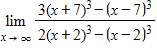 lim x→∞ 3(x+7)³−(x−7)³ / 2(x+2)³−(x−2)³